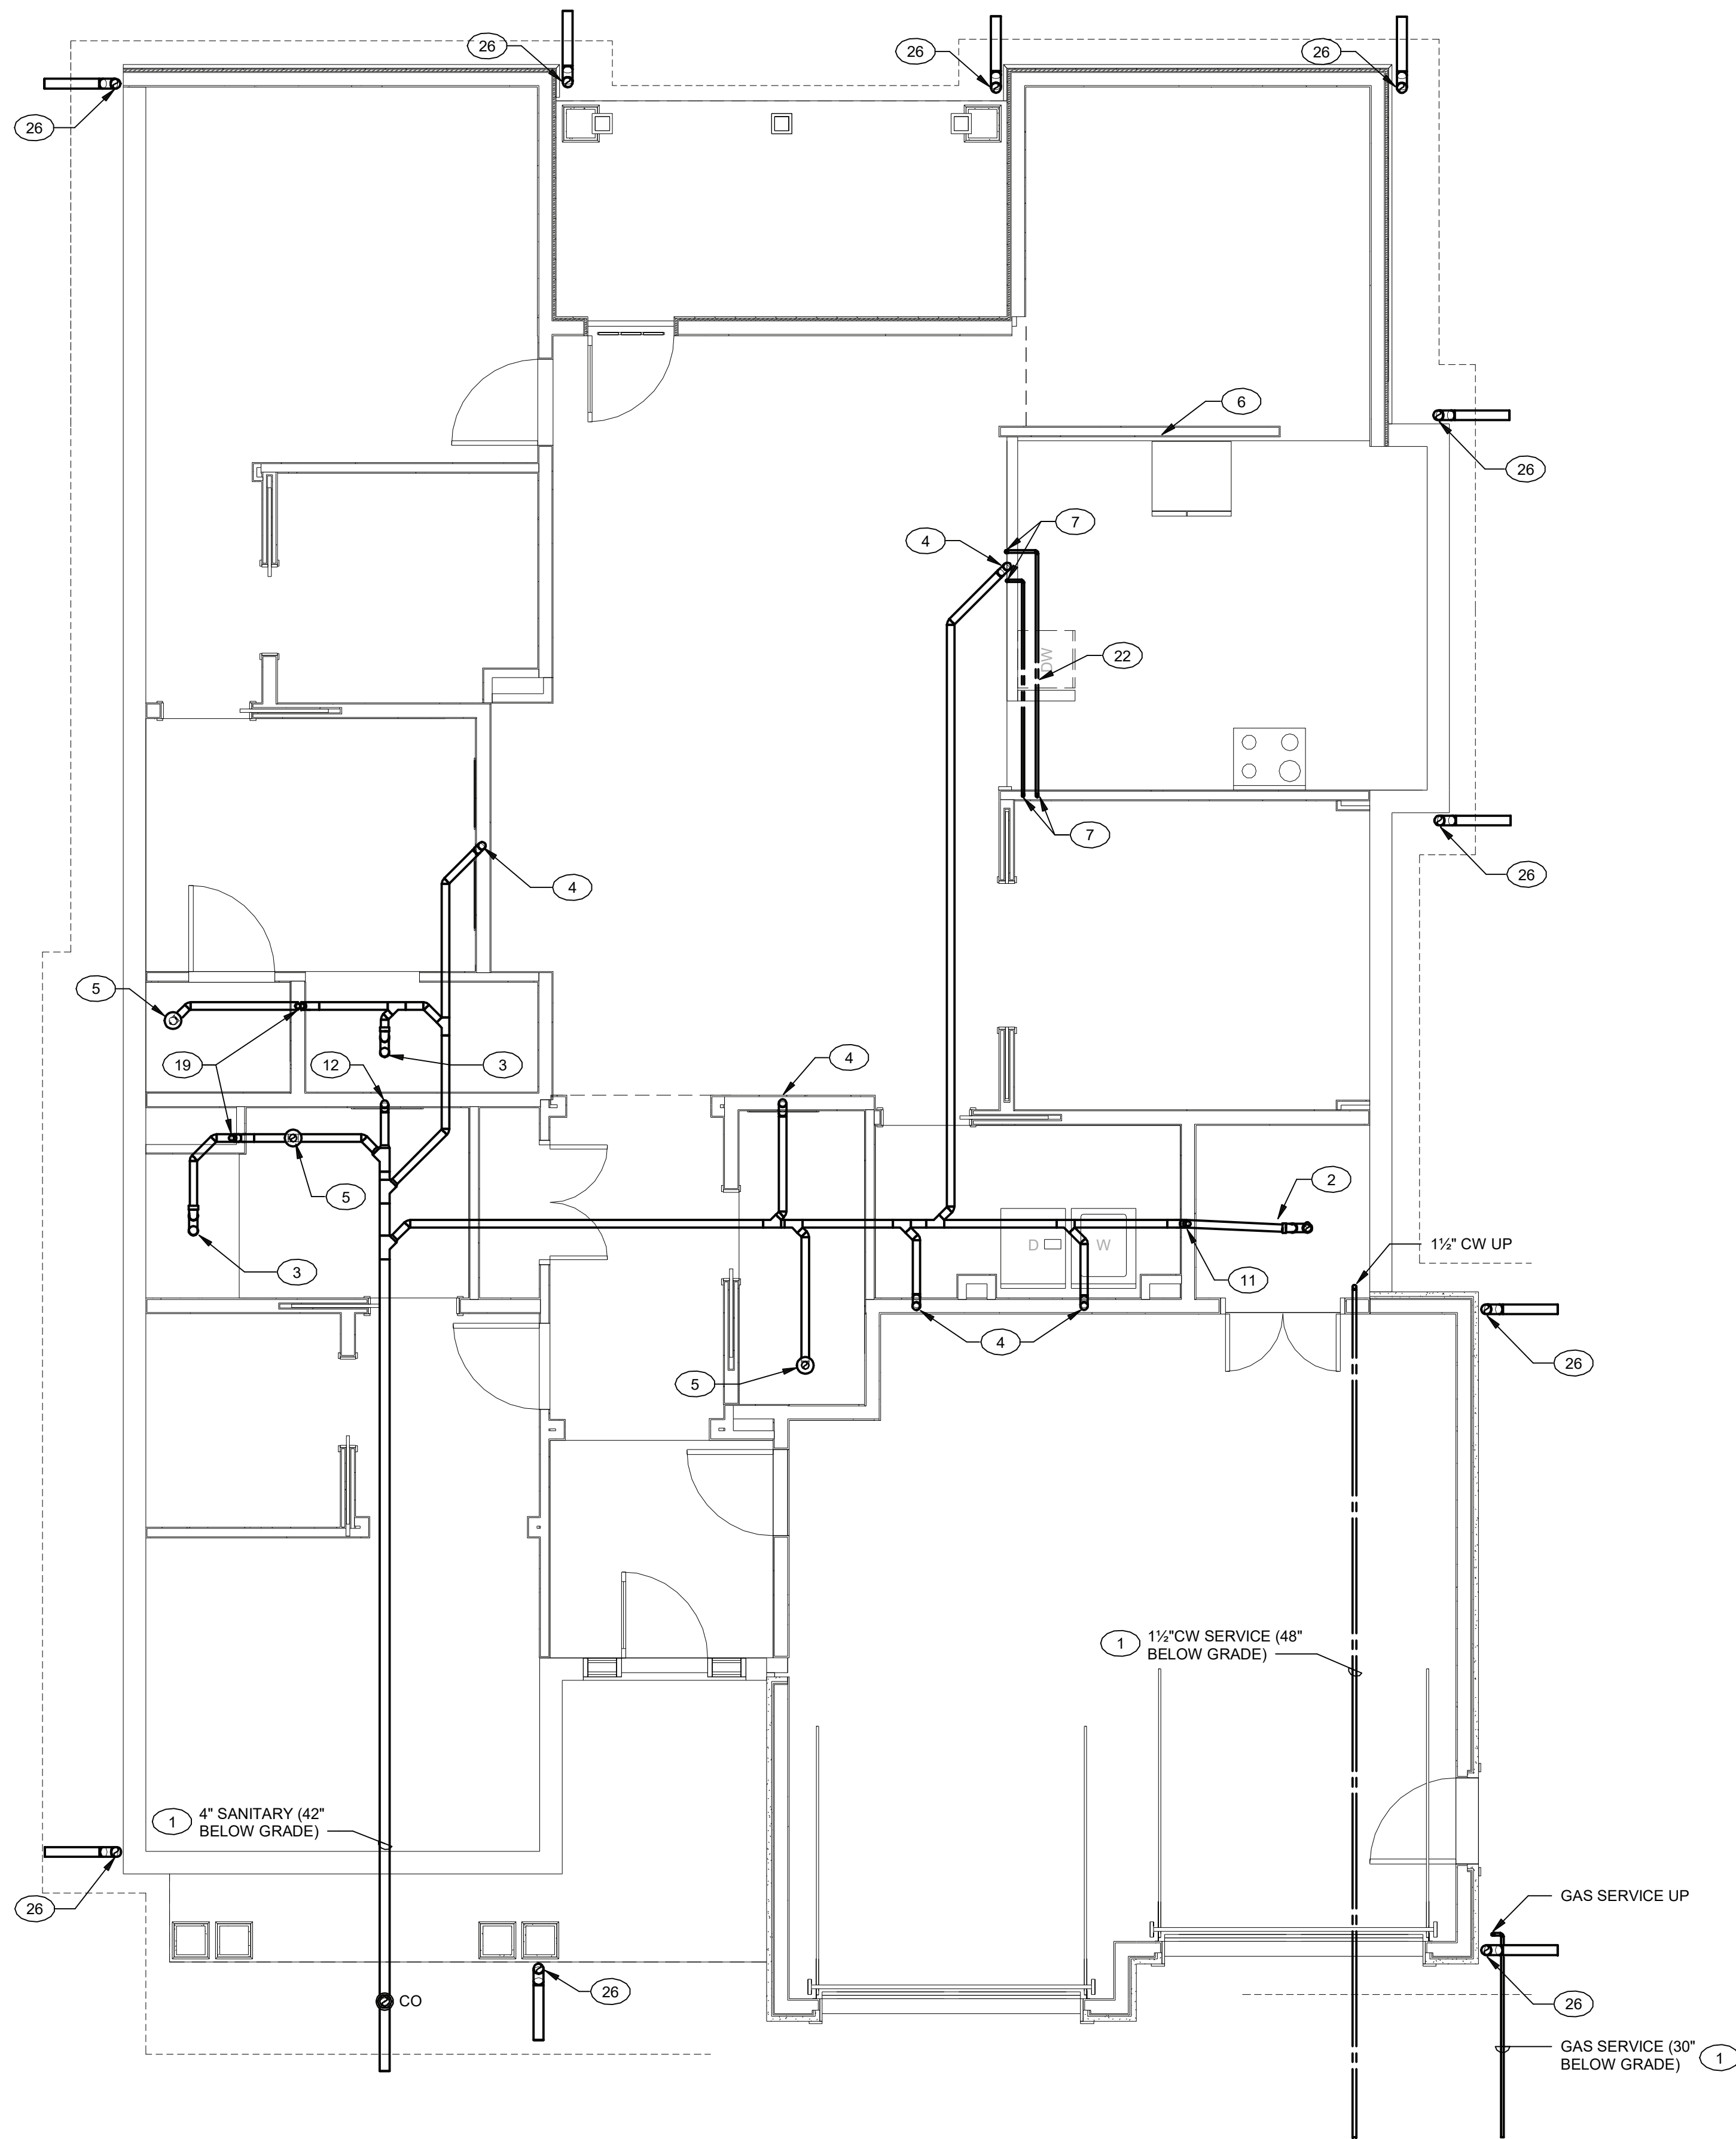 26
26
26
26
6
26
7
4
22
7
4
26
5
19
12
3
4
5
2
3
11
1½" CW UP
D
W
DW
4
5
26
1
1½"CW SERVICE (48"
BELOW GRADE)
1
4" SANITARY (42"
BELOW GRADE)
26
GAS SERVICE UP
26
CO
26
GAS SERVICE (30"
BELOW GRADE)
1